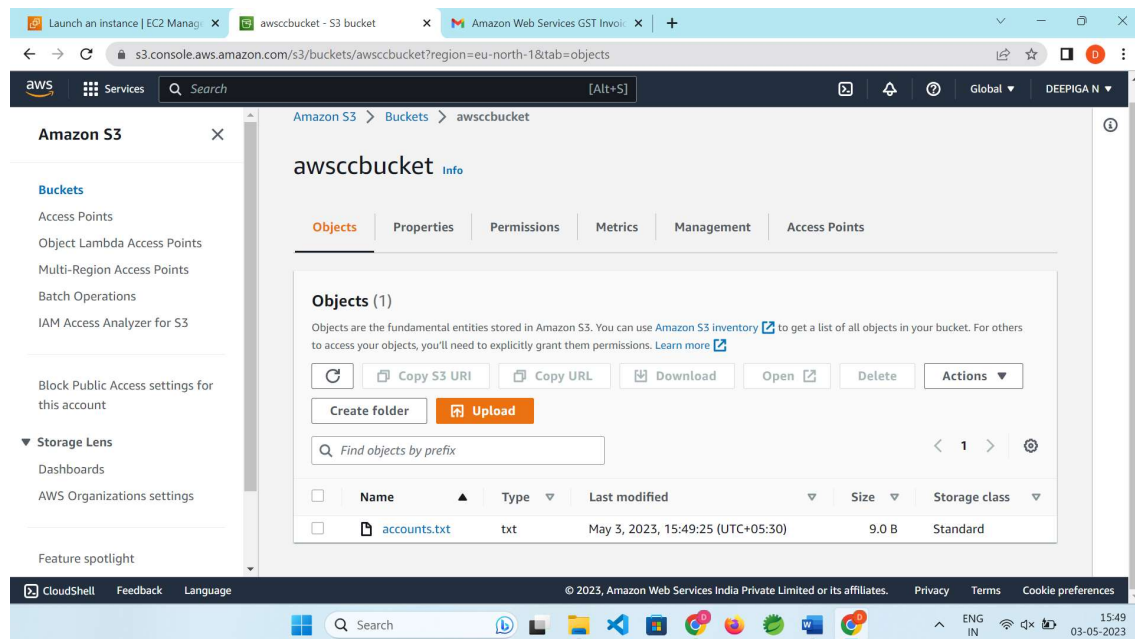 Launch an instance | EC2 Manag
awsccbucket - S3 bucket
Amazon Web Services GST Invoic
s3.console.aws.amazon.com/s3/buckets/awsccbucket?region=eu-north-1&tab=objects
D
aws
Services
Search
[Alt+S]
Global
DEEPIGA N
Amazon S3
Buckets
Access Points
Object Lambda Access Points
Multi-Region Access Points
Batch Operations
IAM Access Analyzer for S3
Block Public Access settings for
this account
Storage Lens
Dashboards
AWS Organizations settings
Feature spotlight
Amazon S3 > Buckets > awsccbucket
awsccbucket Info
Objects
Properties
Permissions
Metrics
Management
Access Points
Objects (1)
Objects are the fundamental entities stored in Amazon S3. You can use Amazon S3 inventory to get a list of all objects in your bucket. For others
to access your objects, you'll need to explicitly grant them permissions. Learn more
Copy S3 URI
Copy URL
Download
Open
Delete
Actions
Create folder
Upload
Find objects by prefix
1
Name
Type
Last modified
Size
Storage class
accounts.txt
txt
May 3, 2023, 15:49:25 (UTC+05:30)
9.0 B
Standard
CloudShell
Feedback
Language
© 2023, Amazon Web Services India Private Limited or its affiliates.
Privacy
Terms
Cookie preferences
Search
ENG
IN
15:49
03-05-2023